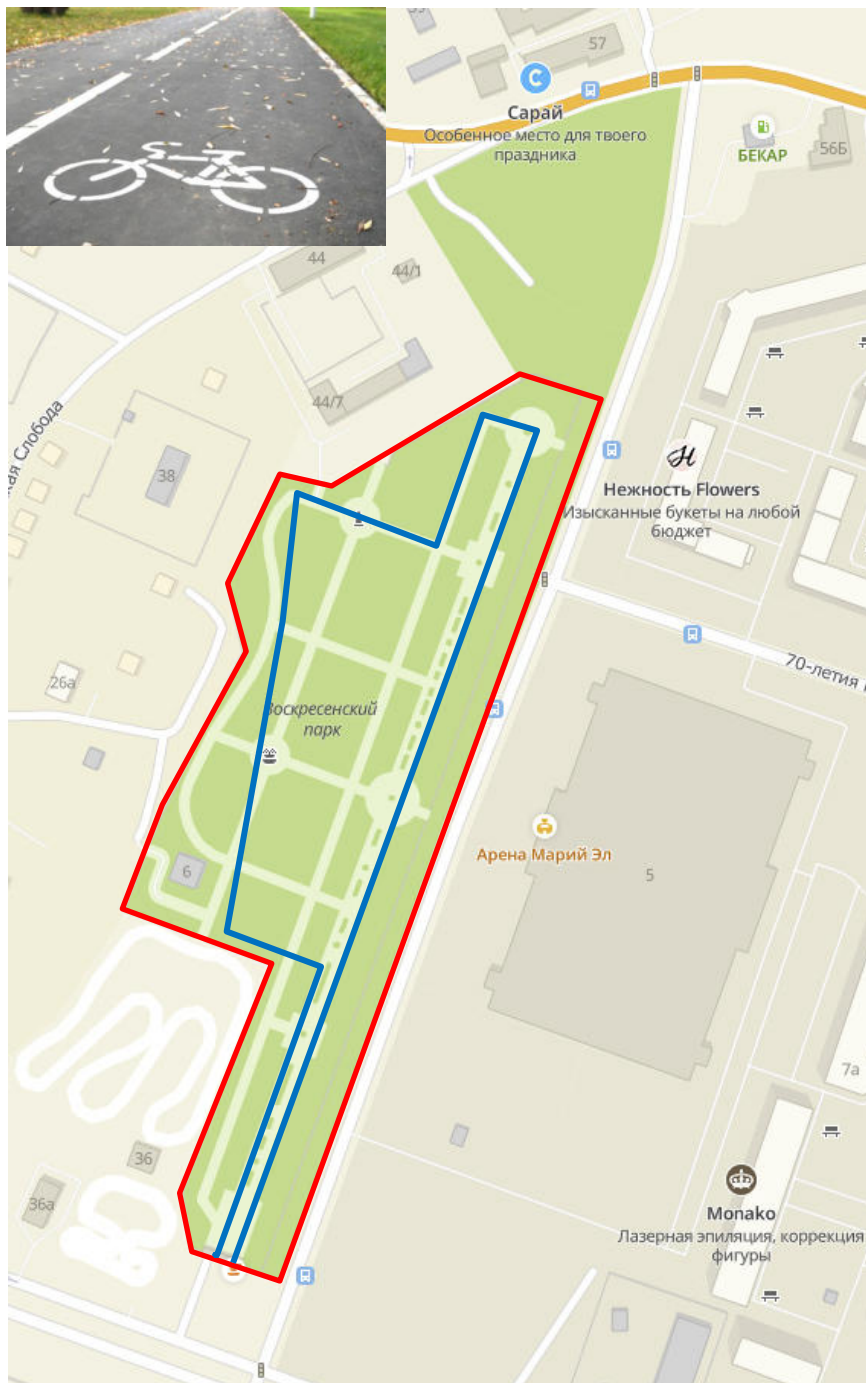 57
C
Сарай
Особенное место для твоего
праздника
БЕКАР
56Б
44
44/1
44/7
кая Слобода
38
Нежность Flowers
Изысканные букеты на любой
бюджет
26а
Воскресенский
парк
70-летия
6
Арена Марий Эл
5
7а
36
36а
Monako
Лазерная эпиляция, коррекция
фигуры